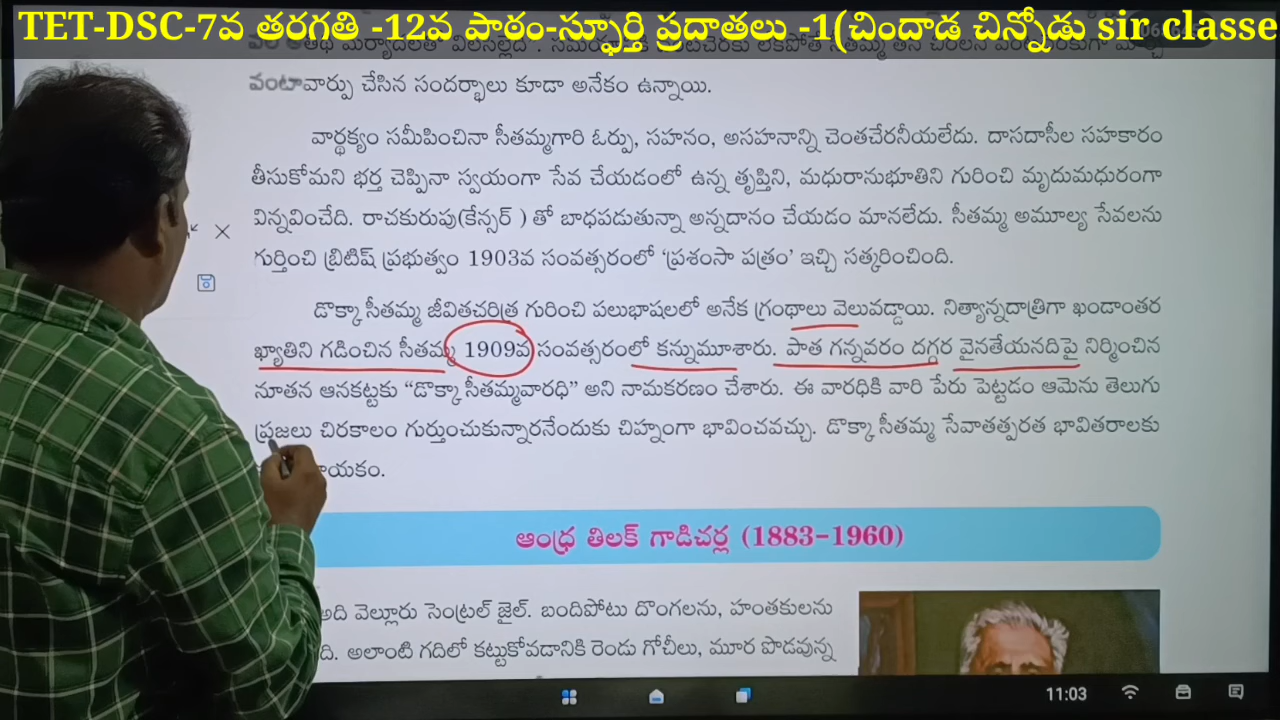 TET-DSC-7వ తరగతి -12వ పాఠం-స్ఫూర్తి ప్రదాతలు -1(చిందాడ చిన్నోడు sir classe
వంటావార్పు చేసిన సందర్భాలు కూడా అనేకం ఉన్నాయి.
వార్ధక్యం సమీపించినా సీతమ్మగారి ఓర్పు, సహనం, అసహనాన్ని చెంతచేరనీయలేదు. దాసదాసీల సహకారం
తీసుకోమని భర్త చెప్పినా స్వయంగా సేవ చేయడంలో ఉన్న తృప్తిని, మధురానుభూతిని గురించి మృదుమధురంగా
విన్నవించేది. రాచకురుపు(కేన్సర్ ) తో బాధపడుతున్నా అన్నదానం చేయడం మానలేదు. సీతమ్మ అమూల్య సేవలను
గుర్తించి బ్రిటిష్ ప్రభుత్వం 1903వ సంవత్సరంలో ‘ప్రశంసా పత్రం’ ఇచ్చి సత్కరించింది.
డొక్కా సీతమ్మ జీవితచరిత్ర గురించి పలుభాషలలో అనేక గ్రంథాలు వెలువడ్డాయి. నిత్యాన్నదాత్రిగా ఖండాంతర
ఖ్యాతిని గడించిన సీతమ్మ 1909వ సంవత్సరంలో కన్నుమూశారు. పాత గన్నవరం దగ్గర వైనతేయనదిపై నిర్మించిన
నూతన ఆనకట్టకు “డొక్కా సీతమ్మవారధి” అని నామకరణం చేశారు. ఈ వారధికి వారి పేరు పెట్టడం ఆమెను తెలుగు
ప్రజలు చిరకాలం గుర్తుంచుకున్నారనేందుకు చిహ్నంగా భావించవచ్చు. డొక్కా సీతమ్మ సేవాతత్పరత భావితరాలకు
ఆంధ్ర తిలక్ గాడిచర్ల (1883-1960)
అది వెల్లూరు సెంట్రల్ జైల్. బందిపోటు దొంగలను, హంతకులను
అలాంటి గదిలో కట్టుకోవడానికి రెండు గోచీలు, మూర పొడవున్న
11:03